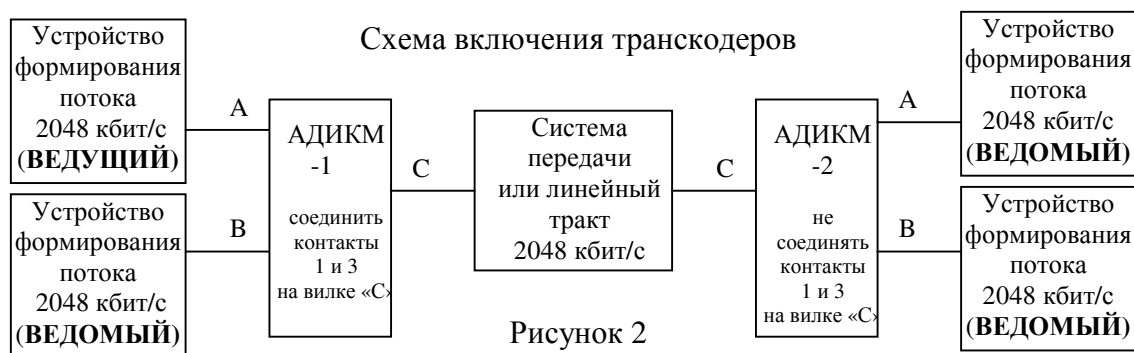 Схема включения транскодеров
Устройство
формирования
потока
2048 кбит/с
(ВЕДУЩИЙ)
A
Устройство
формирования
потока
2048 кбит/с
(ВЕДОМЫЙ)
B
АДИКМ
-1
соединить
контакты
1 и 3
на вилке «С»
C
Система
передачи
или линейный
тракт
2048 кбит/с
C
АДИКМ
-2
не
соединять
контакты
1 и 3
на вилке «С»
A
Устройство
формирования
потока
2048 кбит/с
(ВЕДОМЫЙ)
B
Устройство
формирования
потока
2048 кбит/с
(ВЕДОМЫЙ)
Рисунок 2